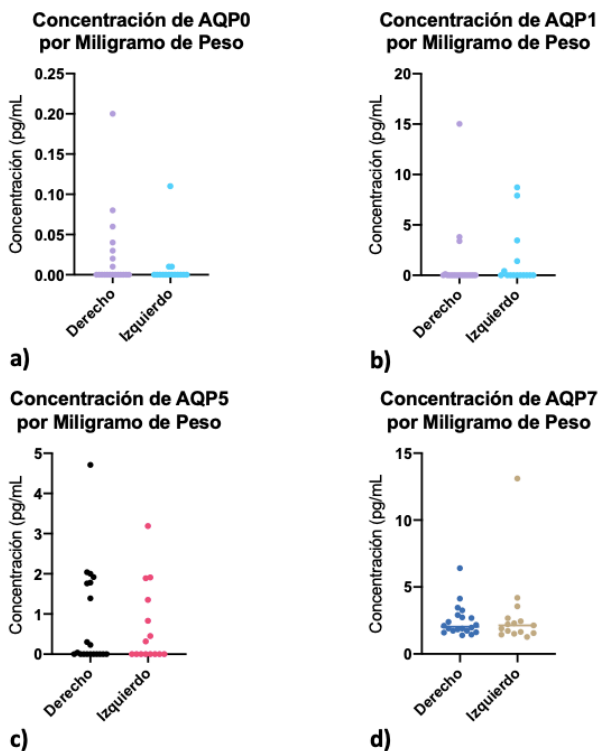 Concentración de AQP0
por Miligramo de Peso
Concentración (pg/mL
0.25
0.20
0.15
0.10
0.05
0.00
Derecho
Izquierdo
a)
Concentración de AQP1
por Miligramo de Peso
Concentración (pg/mL
20
15
10
5
0
Derecho
Izquierdo
b)
Concentración de AQP5
por Miligramo de Peso
Concentración (pg/mL
5
4
3
2
1
0
Derecho
Izquierdo
c)
Concentración de AQP7
por Miligramo de Peso
Concentración (pg/mL
15
10
5
0
Derecho
Izquierdo
d)